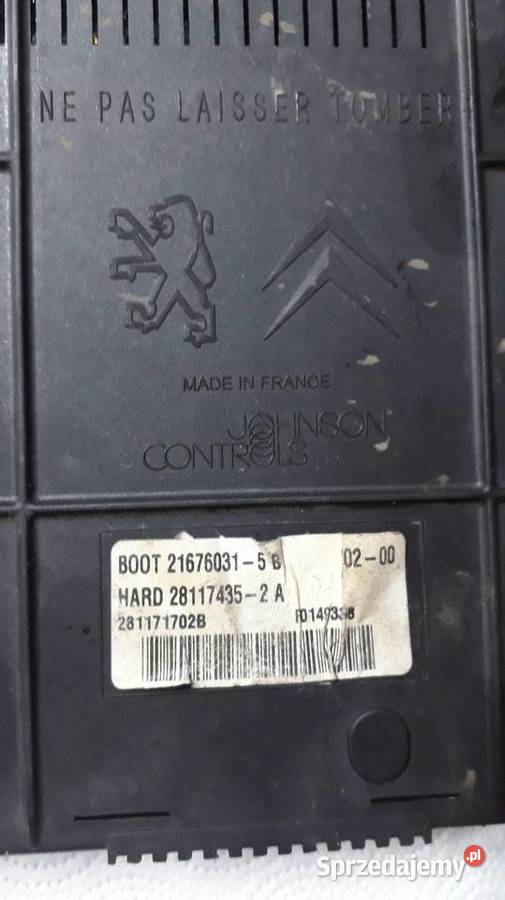 NE PAS LAISSER TOMBER
MADE IN FRANCE
JOHNSON
CONTROLS
BOOT 21676031-5 B 02-00
HARD 28117435-2 A
281171702B
Sprzedajemy.pl